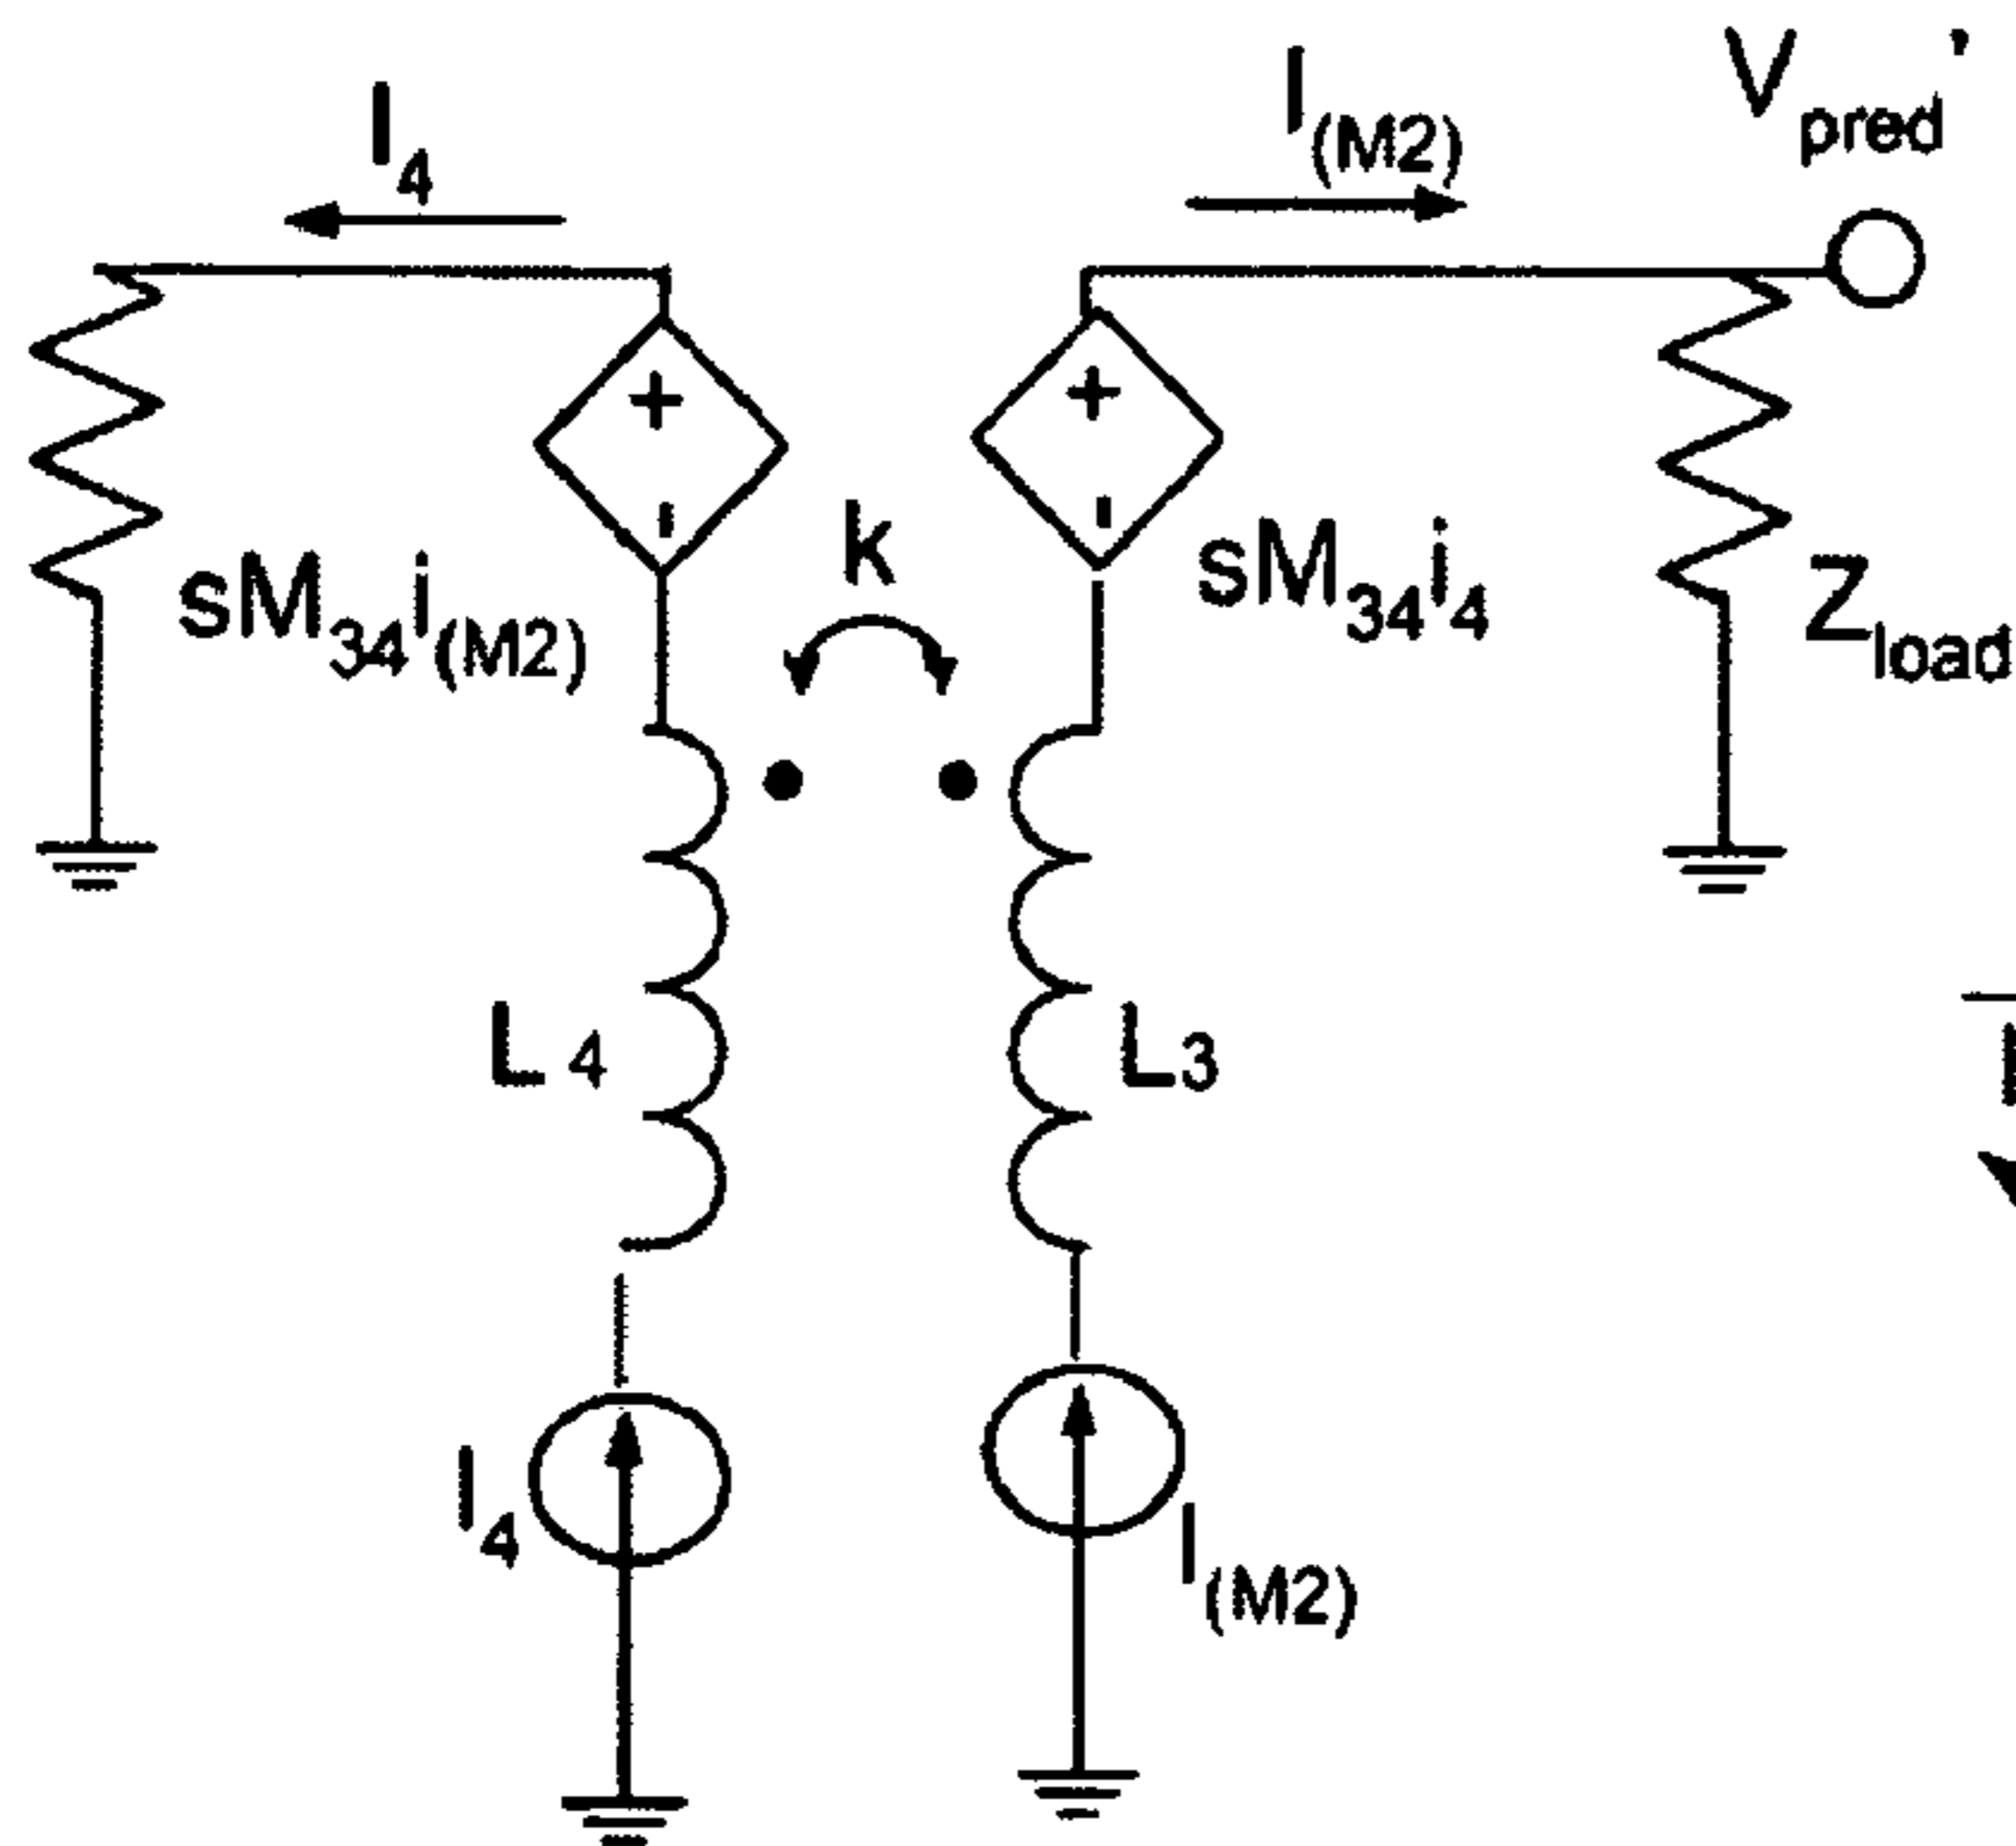 I4
I(M2)
Vpred'
+
+
-
-
k
sM34i(M2)
sM34i4
Zload
L4
L3
I4
I(M2)